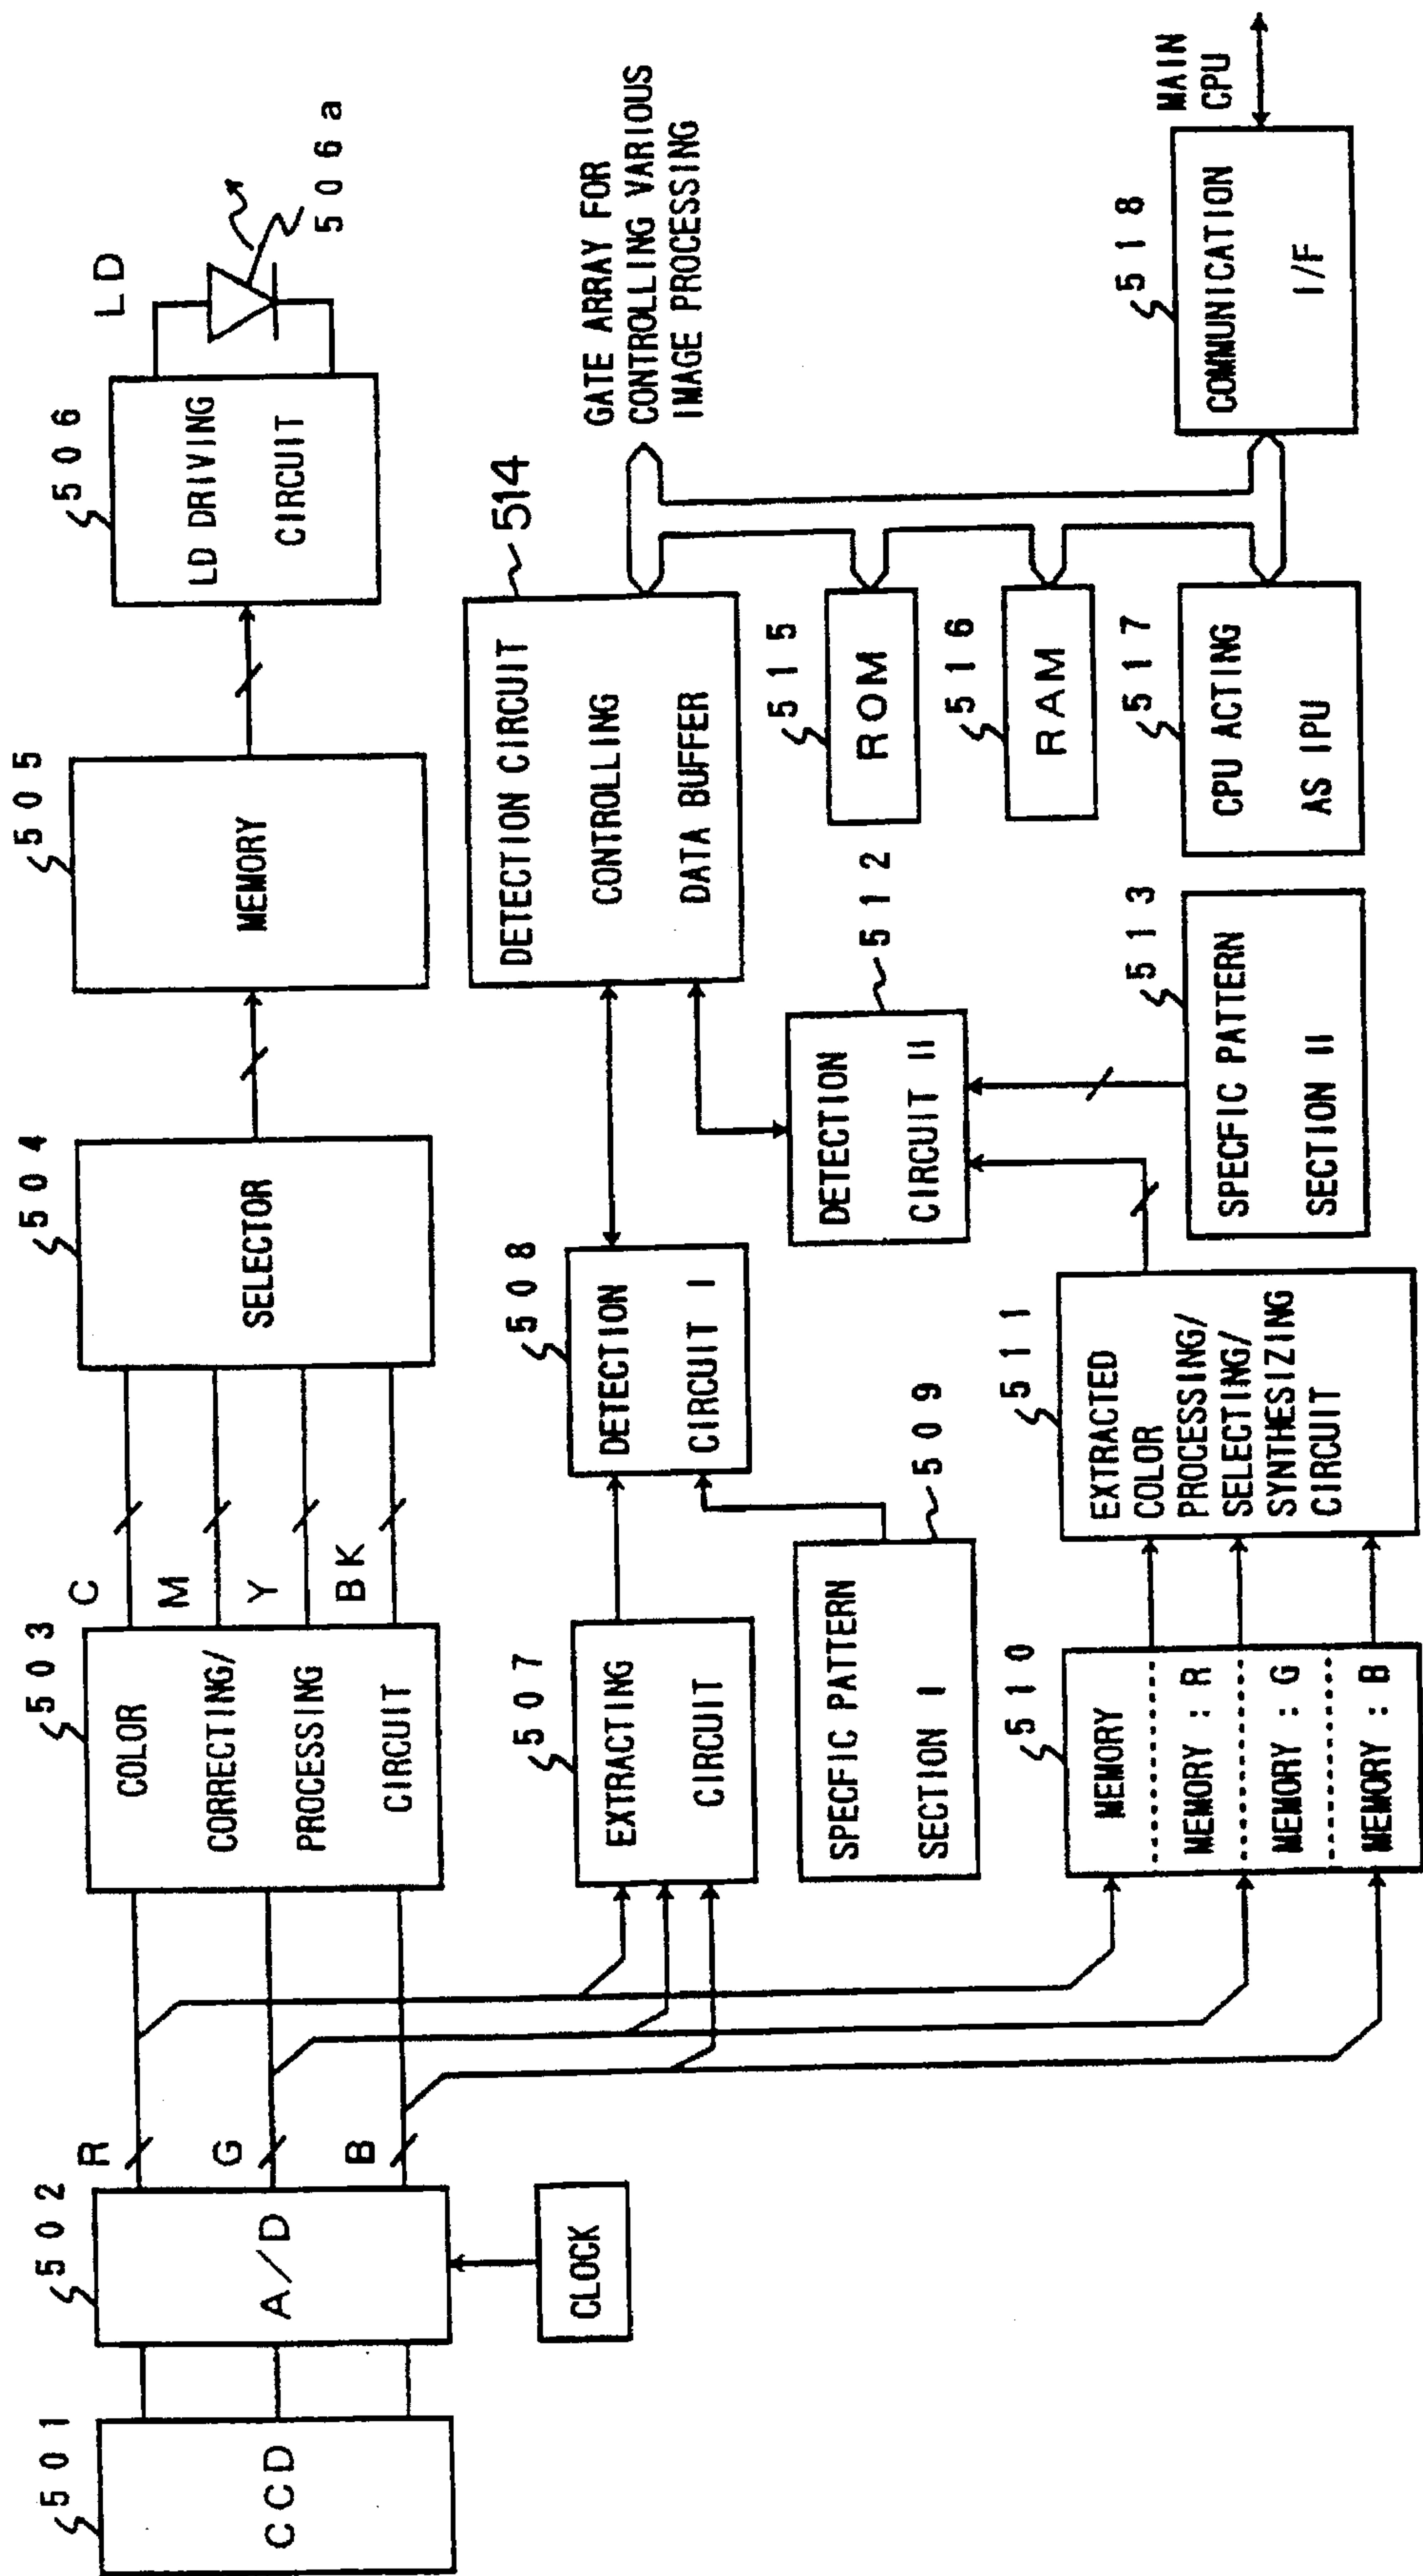 501
CCD
502
A/D
CLOCK
R
G
B
503
COLOR
CORRECTING/
PROCESSING
CIRCUIT
C
M
Y
BK
504
SELECTOR
505
MEMORY
506
LD DRIVING
CIRCUIT
LD
506a
507
EXTRACTING
CIRCUIT
508
DETECTION
CIRCUIT I
509
SPECFIC PATTERN
SECTION I
510
MEMORY
MEMORY : R
MEMORY : G
MEMORY : B
511
EXTRACTED
COLOR
PROCESSING/
SELECTING/
SYNTHESIZING
CIRCUIT
512
DETECTION
CIRCUIT II
513
SPECFIC PATTERN
SECTION II
514
DETECTION CIRCUIT
CONTROLLING
DATA BUFFER
GATE ARRAY FOR
CONTROLLING VARIOUS
IMAGE PROCESSING
515
ROM
516
RAM
517
CPU ACTING
AS IPU
518
COMMUNICATION
I/F
MAIN
CPU